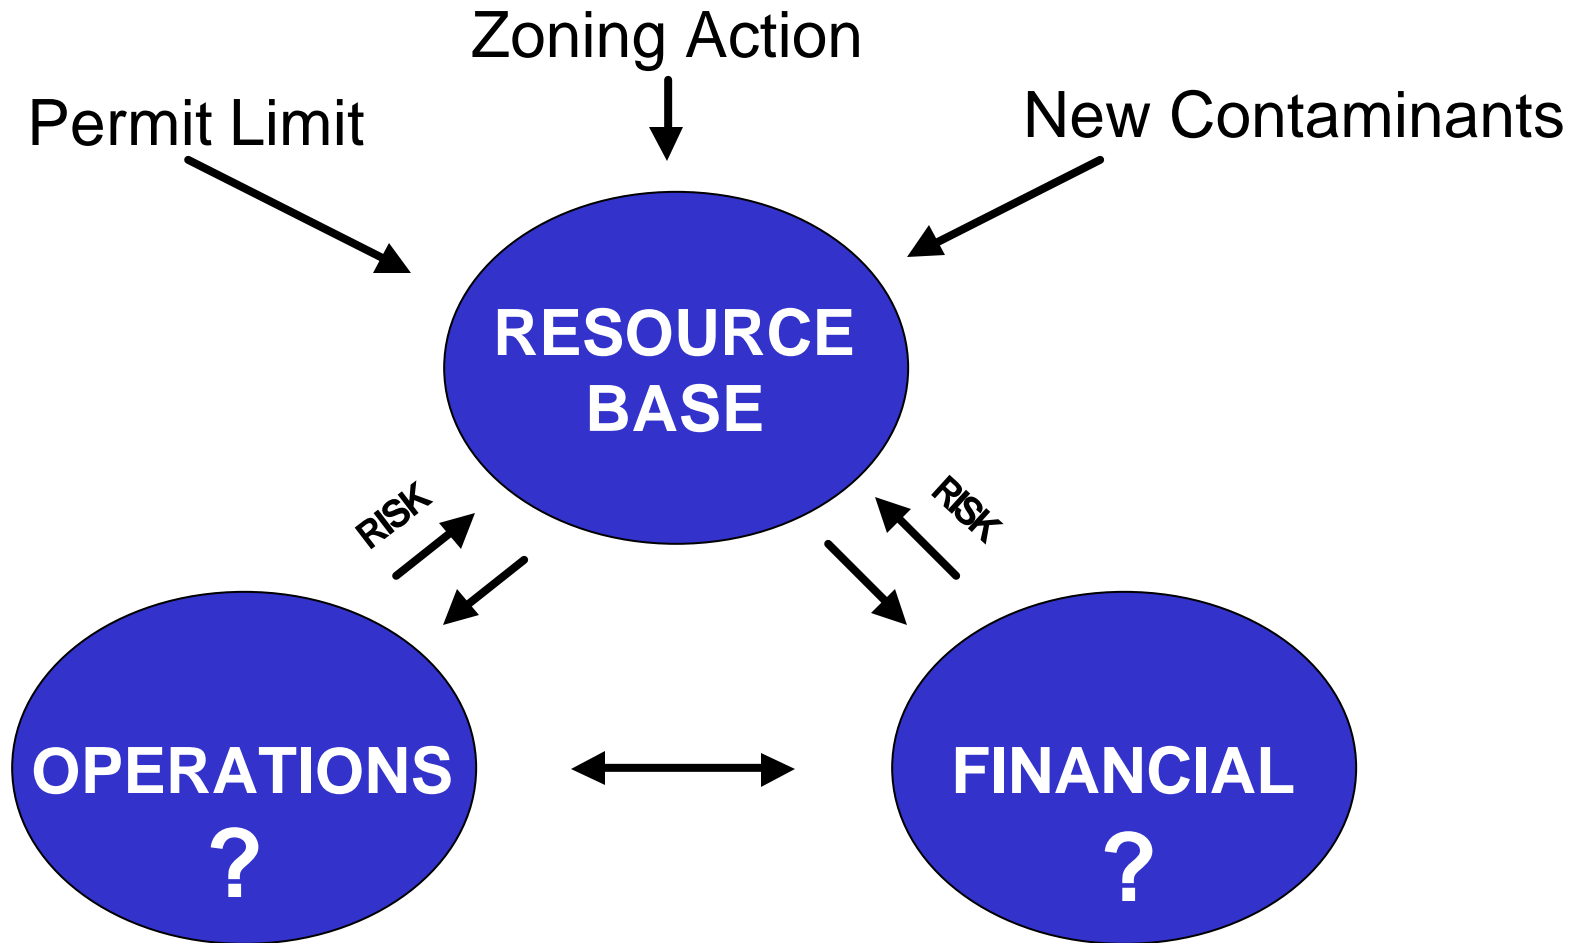 Zoning Action
Permit Limit
New Contaminants
RESOURCE
BASE
RISK
RISK
OPERATIONS
?
FINANCIAL
?